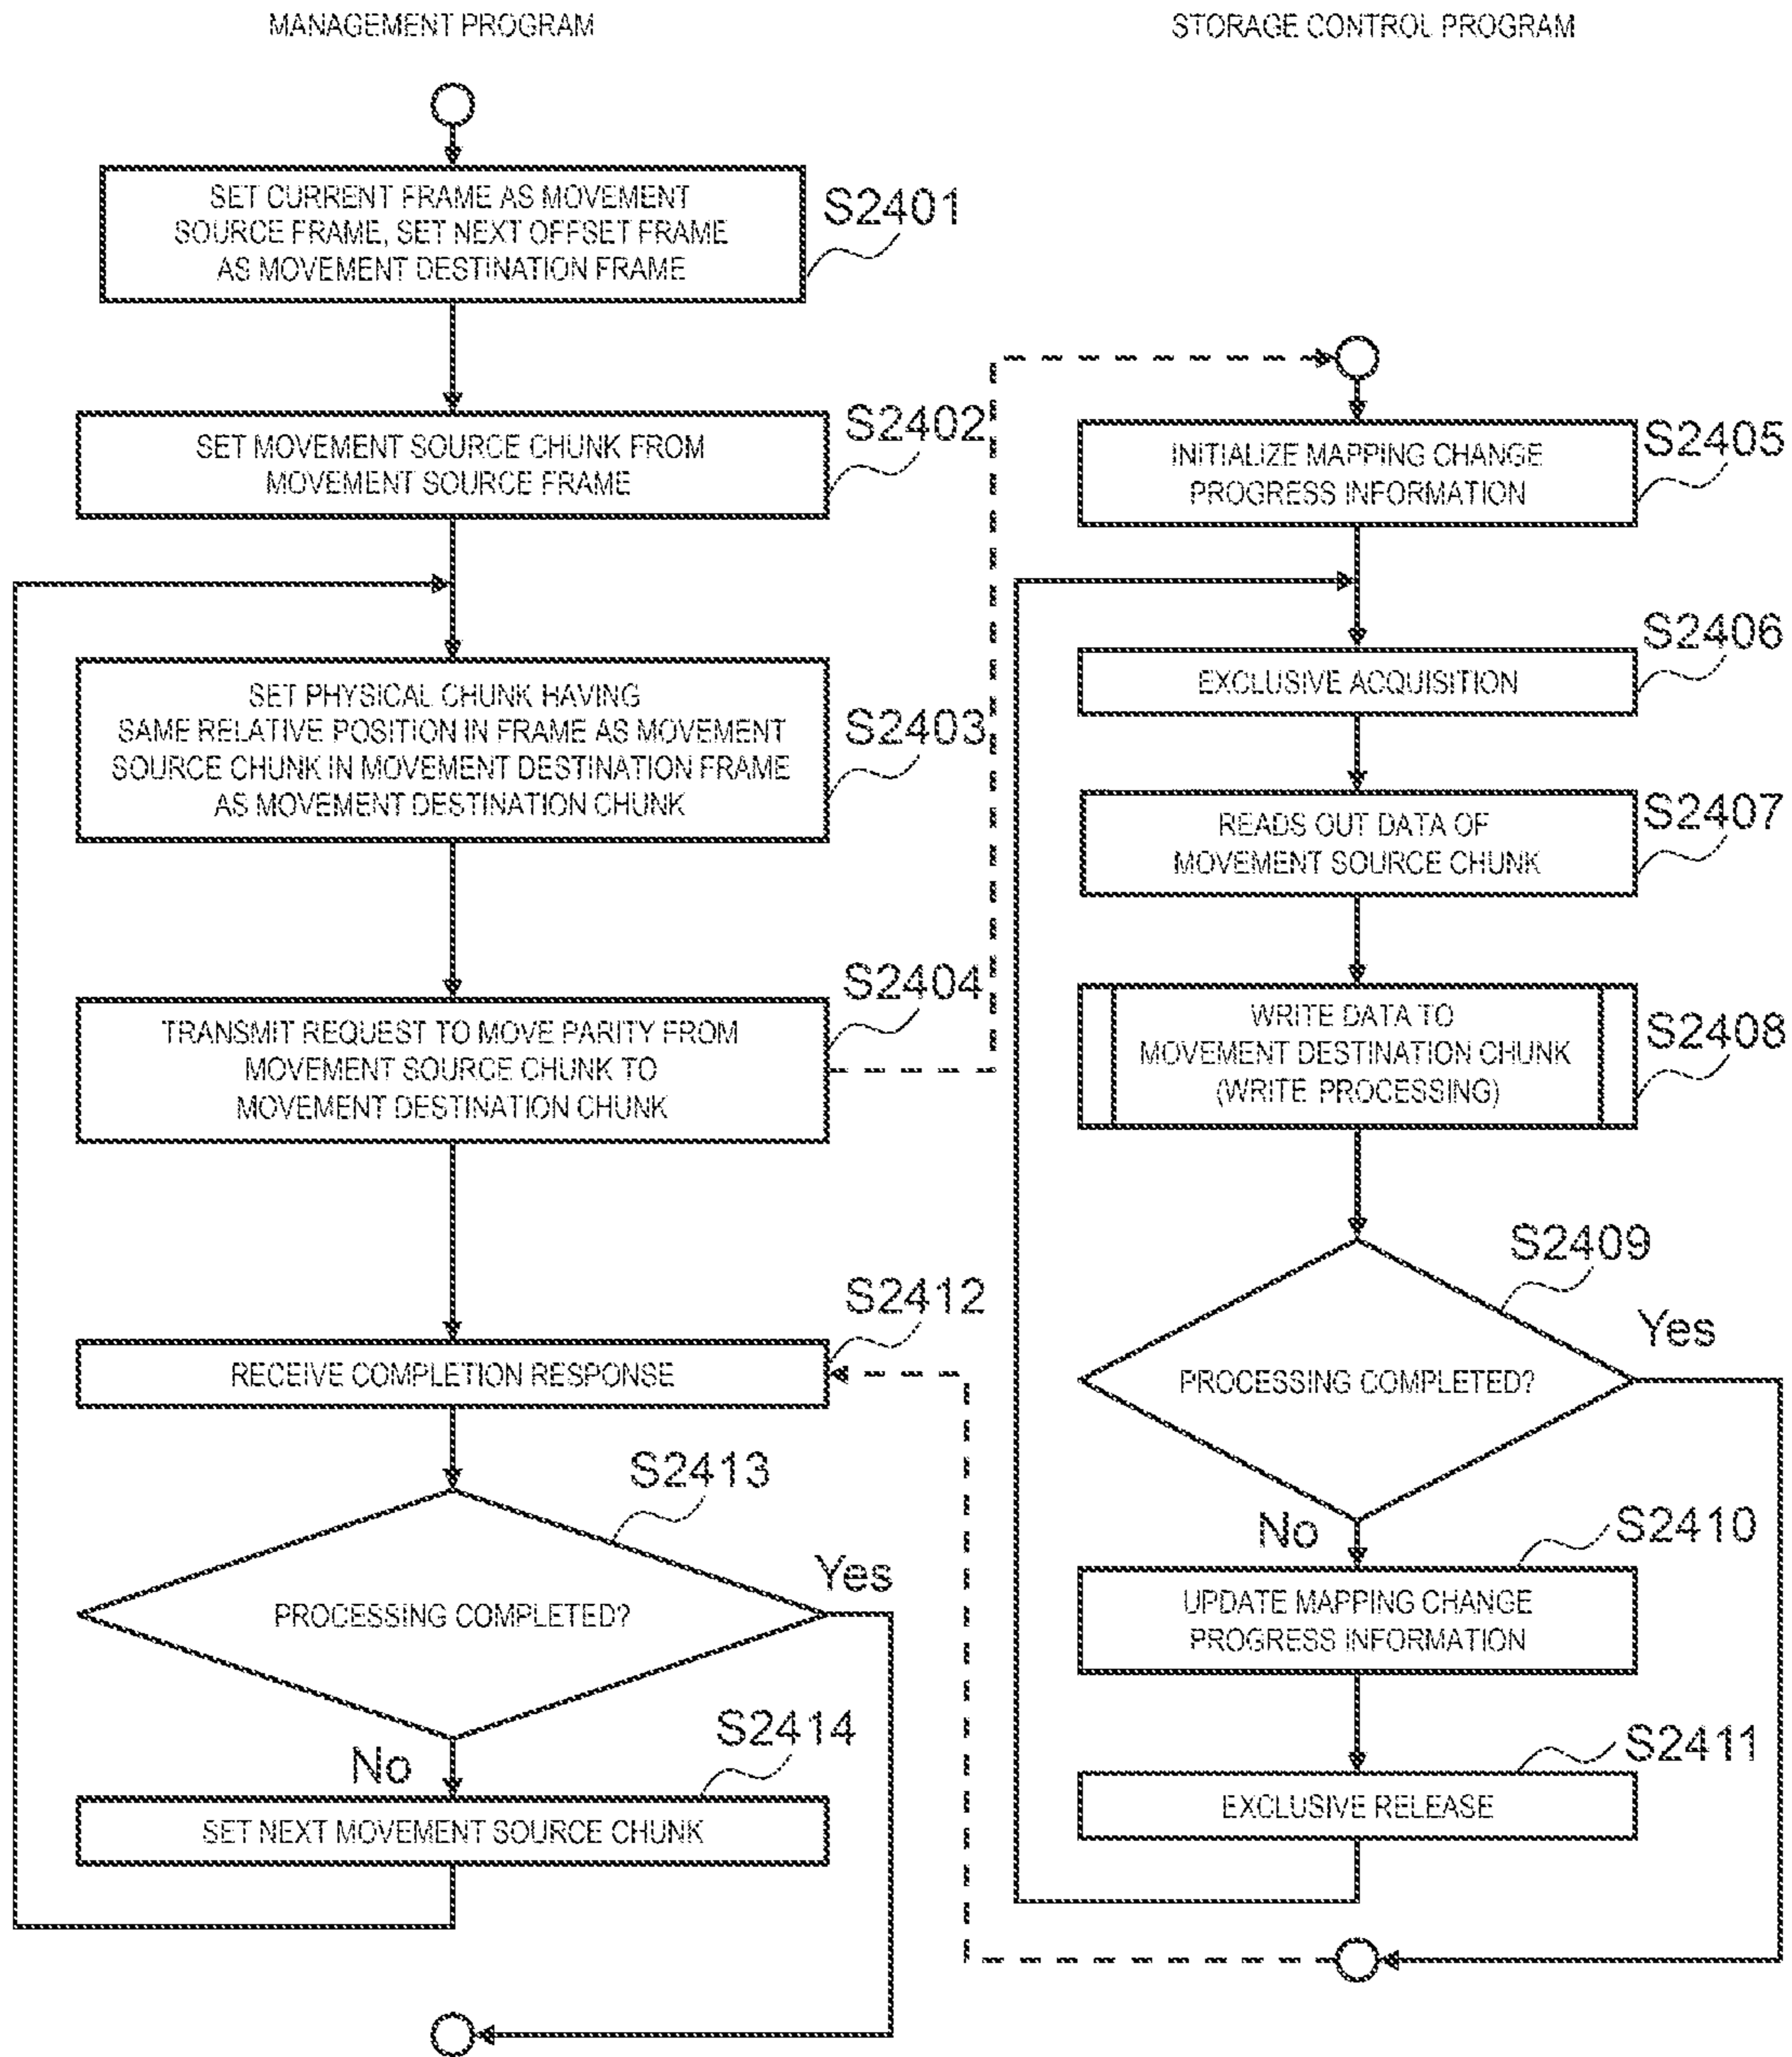 MANAGEMENT PROGRAM
STORAGE CONTROL PROGRAM
SET CURRENT FRAME AS MOVEMENT
SOURCE FRAME, SET NEXT OFFSET FRAME
AS MOVEMENT DESTINATION FRAME
S2401
SET MOVEMENT SOURCE CHUNK FROM
MOVEMENT SOURCE FRAME
S2402
SET PHYSICAL CHUNK HAVING
SAME RELATIVE POSITION IN FRAME AS MOVEMENT
SOURCE CHUNK IN MOVEMENT DESTINATION FRAME
AS MOVEMENT DESTINATION CHUNK
S2403
TRANSMIT REQUEST TO MOVE PARITY FROM
MOVEMENT SOURCE CHUNK TO
MOVEMENT DESTINATION CHUNK
S2404
INITIALIZE MAPPING CHANGE
PROGRESS INFORMATION
S2405
EXCLUSIVE ACQUISITION
S2406
READS OUT DATA OF
MOVEMENT SOURCE CHUNK
S2407
WRITE DATA TO
MOVEMENT DESTINATION CHUNK
(WRITE PROCESSING)
S2408
PROCESSING COMPLETED?
S2409
Yes
No
UPDATE MAPPING CHANGE
PROGRESS INFORMATION
S2410
EXCLUSIVE RELEASE
S2411
RECEIVE COMPLETION RESPONSE
S2412
PROCESSING COMPLETED?
S2413
Yes
No
SET NEXT MOVEMENT SOURCE CHUNK
S2414